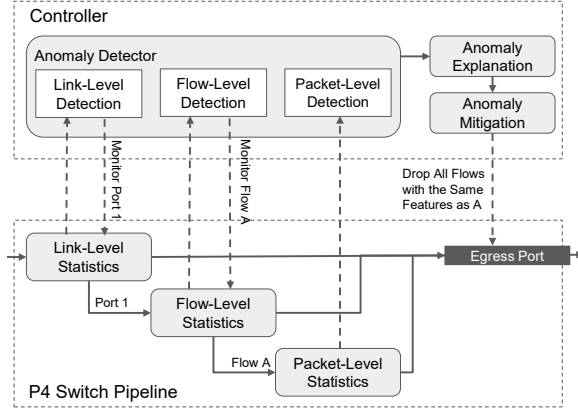 Controller
Anomaly Detector
Link-Level
Detection
Flow-Level
Detection
Packet-Level
Detection
Anomaly
Explanation
Anomaly
Mitigation
Monitor Port 1
Monitor Flow A
Drop All Flows
with the Same
Features as A
Link-Level
Statistics
Egress Port
Port 1
Flow-Level
Statistics
Flow A
Packet-Level
Statistics
P4 Switch Pipeline